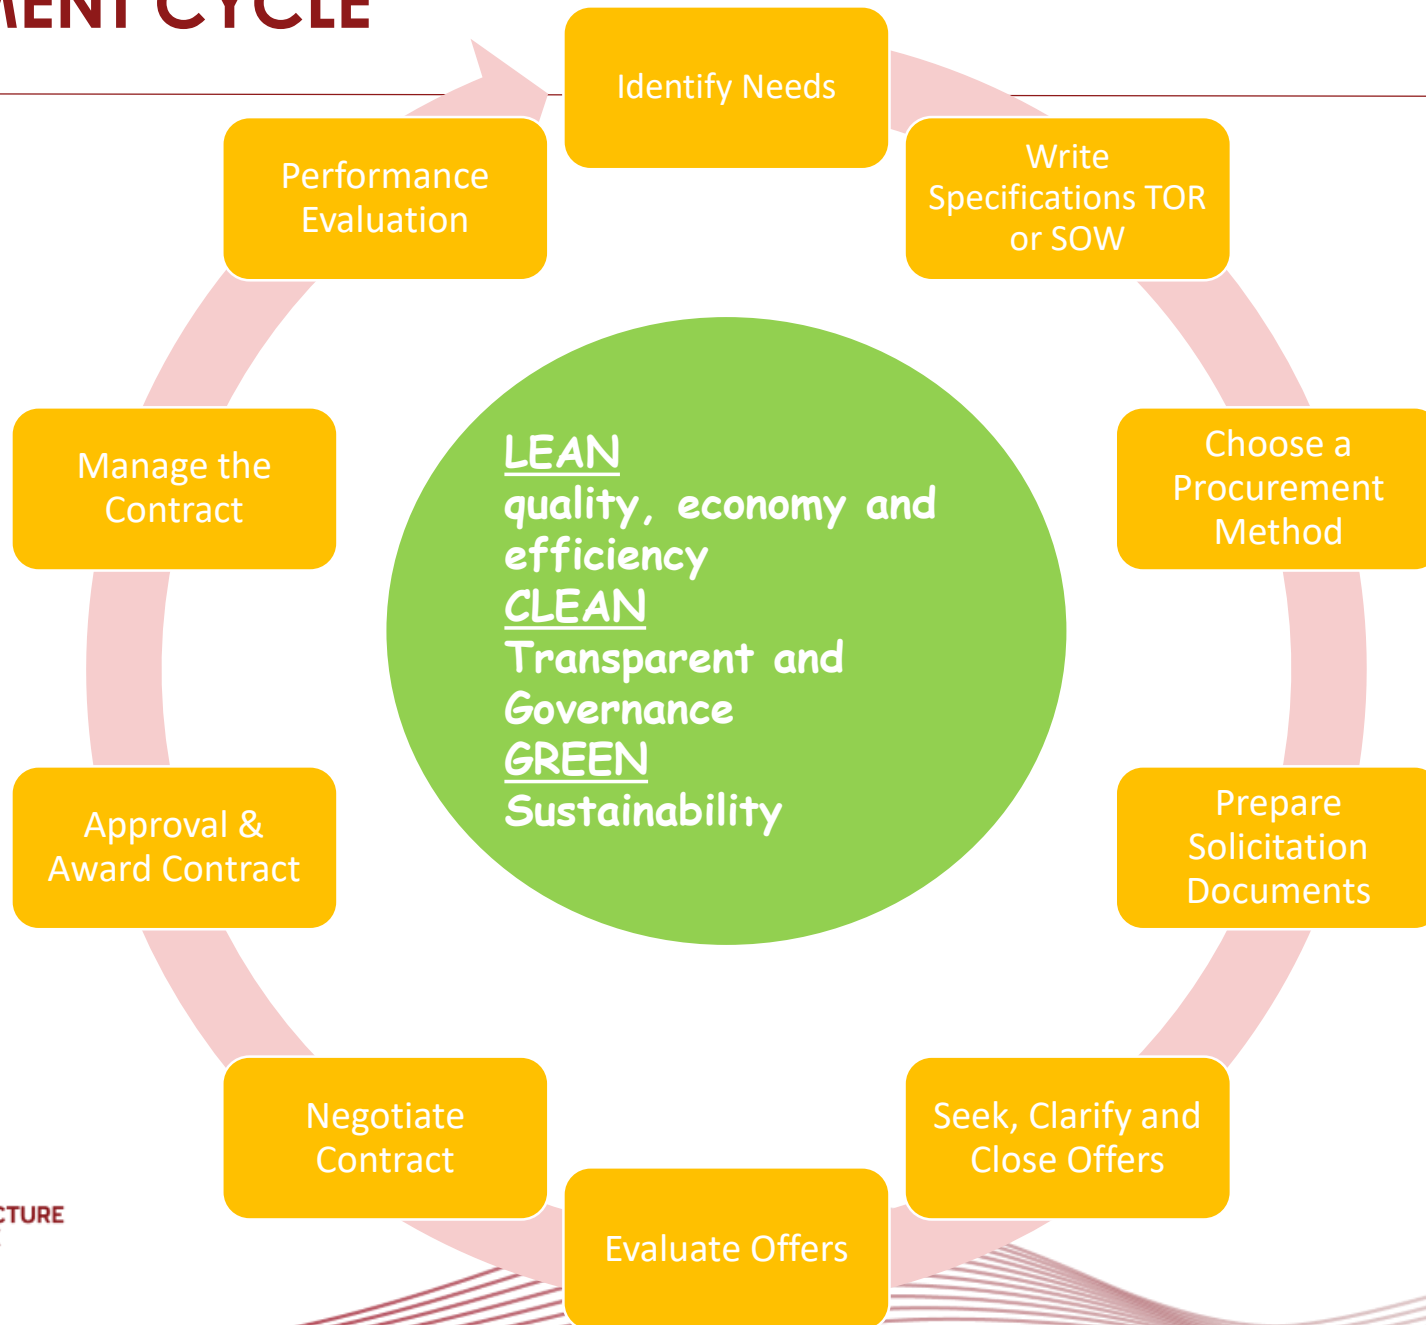 MENT CYCLE
Identify Needs
Write
Specifications TOR
or SOW
Choose a
Procurement
Method
Prepare
Solicitation
Documents
Seek, Clarify and
Close Offers
Evaluate Offers
Negotiate
Contract
Approval &
Award Contract
Manage the
Contract
Performance
Evaluation
LEAN
quality, economy and
efficiency
CLEAN
Transparent and
Governance
GREEN
Sustainability
CTURE